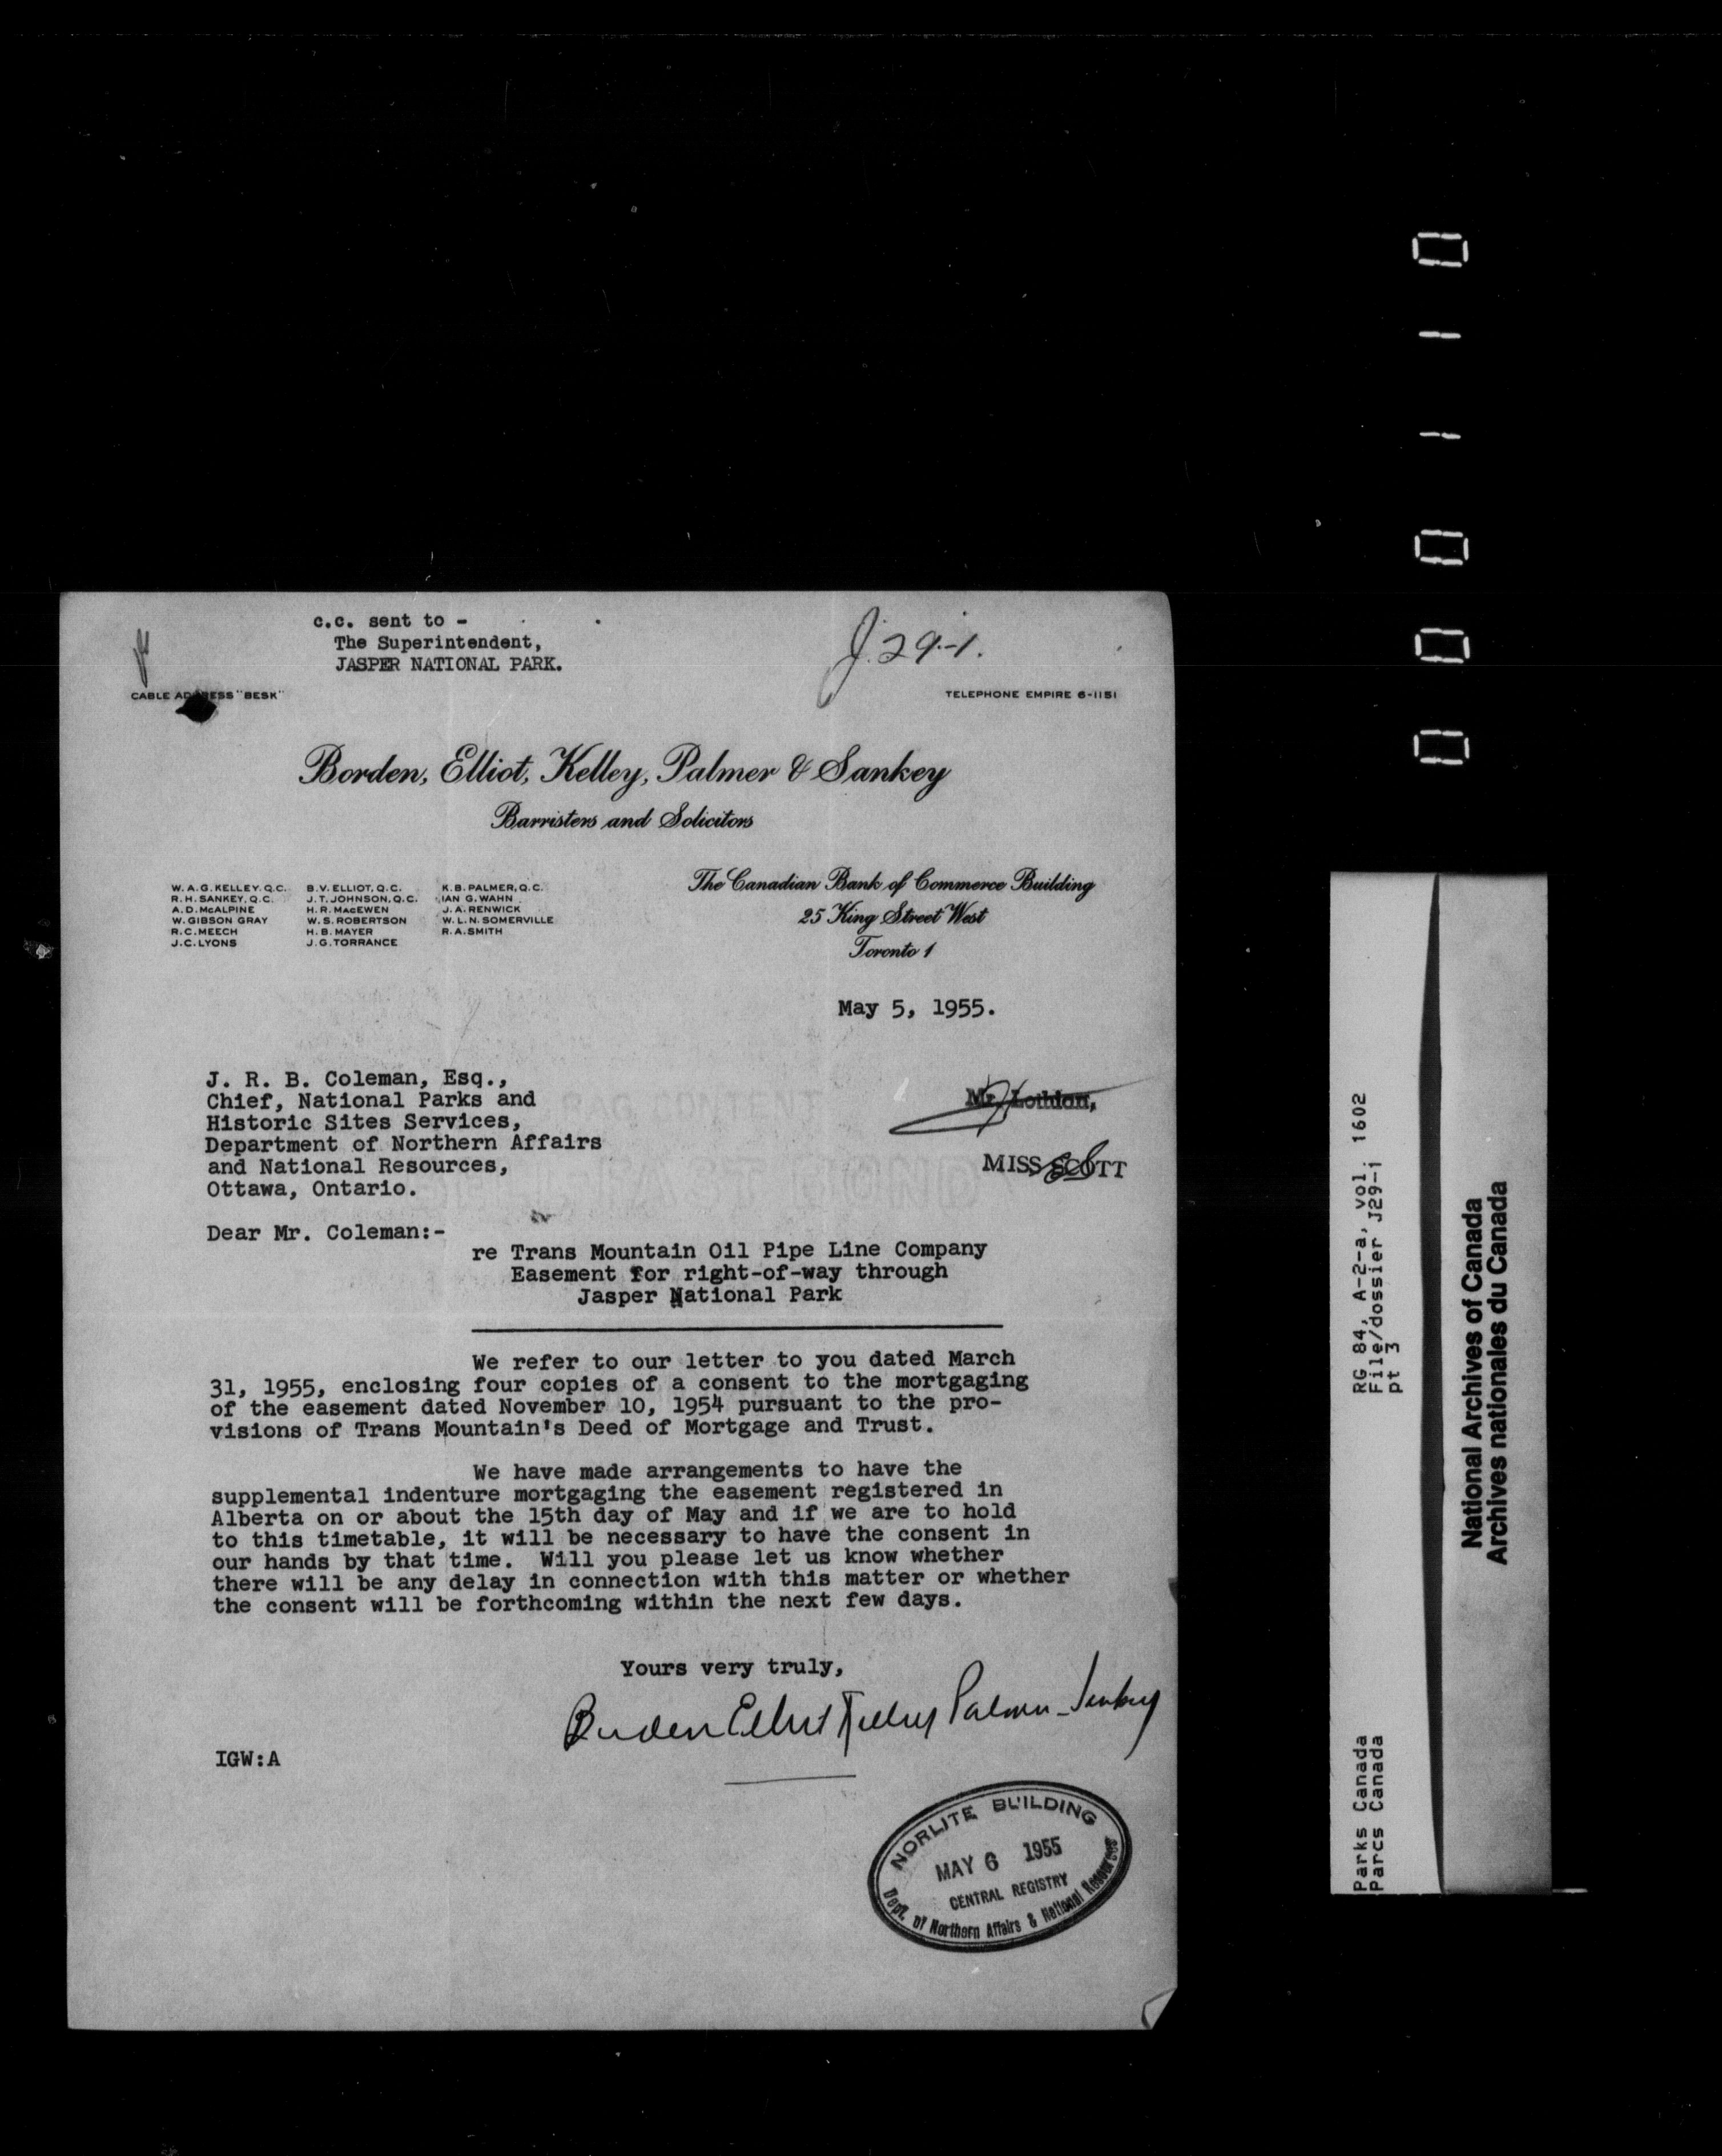 c.c. sent to -
The Superintendent,
JASPER NATIONAL PARK.
J.29-1.
CABLE ADDRESS "BESK"
TELEPHONE EMPIRE 6-1151
Borden, Elliot, Kelley, Palmer & Sankey
Barristers and Solicitors
W.A.G. KELLEY. Q.C. B.V. ELLIOT, Q.C. K.B. PALMER, Q.C.
R.H. SANKEY, Q.C. J.T. JOHNSON, Q.C. IAN G. WAHN
A.D. McALPINE H.R. MacEWEN J.A. RENWICK
W. GIBSON GRAY W.S. ROBERTSON W.L.N. SOMERVILLE
R.C. MEECH H.B. MAYER R.A. SMITH
J.C. LYONS J.G. TORRANCE
The Canadian Bank of Commerce Building
25 King Street West
Toronto 1
May 5, 1955.
J. R. B. Coleman, Esq.,
Chief, National Parks and
Historic Sites Services,
Department of Northern Affairs
and National Resources,
Ottawa, Ontario.
Mr. Lothian,
MISS SCOTT
Dear Mr. Coleman:-
re Trans Mountain Oil Pipe Line Company
Easement for right-of-way through
Jasper National Park
We refer to our letter to you dated March
31, 1955, enclosing four copies of a consent to the mortgaging
of the easement dated November 10, 1954 pursuant to the pro-
visions of Trans Mountain's Deed of Mortgage and Trust.
We have made arrangements to have the
supplemental indenture mortgaging the easement registered in
Alberta on or about the 15th day of May and if we are to hold
to this timetable, it will be necessary to have the consent in
our hands by that time. Will you please let us know whether
there will be any delay in connection with this matter or whether
the consent will be forthcoming within the next few days.
Yours very truly,
Borden Elliot Kelley Palmer & Sankey
IGW:A
NORLITE BUILDING
MAY 6 1955
CENTRAL REGISTRY
Dept. of Northern Affairs & National Resources
RG 84, A-2-a, vol. 1602
File/dossier J29-1
pt 3
Parks Canada
Parcs Canada
National Archives of Canada
Archives nationales du Canada